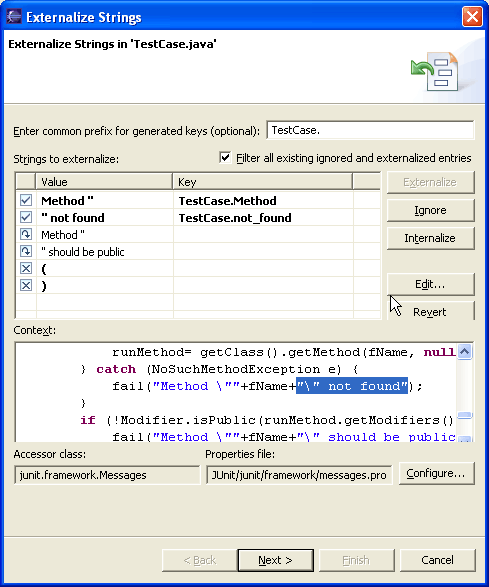 Externalize Strings
Externalize Strings in 'TestCase.java'
Enter common prefix for generated keys (optional): TestCase.
Strings to externalize: Filter all existing ignored and externalized entries
Value Key
Method " TestCase.Method
" not found TestCase.not_found
Method "
" should be public
(
)
Externalize
Ignore
Internalize
Edit...
Revert
Context:
runMethod= getClass().getMethod(fName, null
} catch (NoSuchMethodException e) {
fail("Method \""+fName+"\" not found");
}
if (!Modifier.isPublic(runMethod.getModifiers()
fail("Method \""+fName+"\" should be public
Accessor class: Properties file:
junit.framework.Messages JUnit/junit/framework/messages.pro Configure...
< Back Next > Finish Cancel